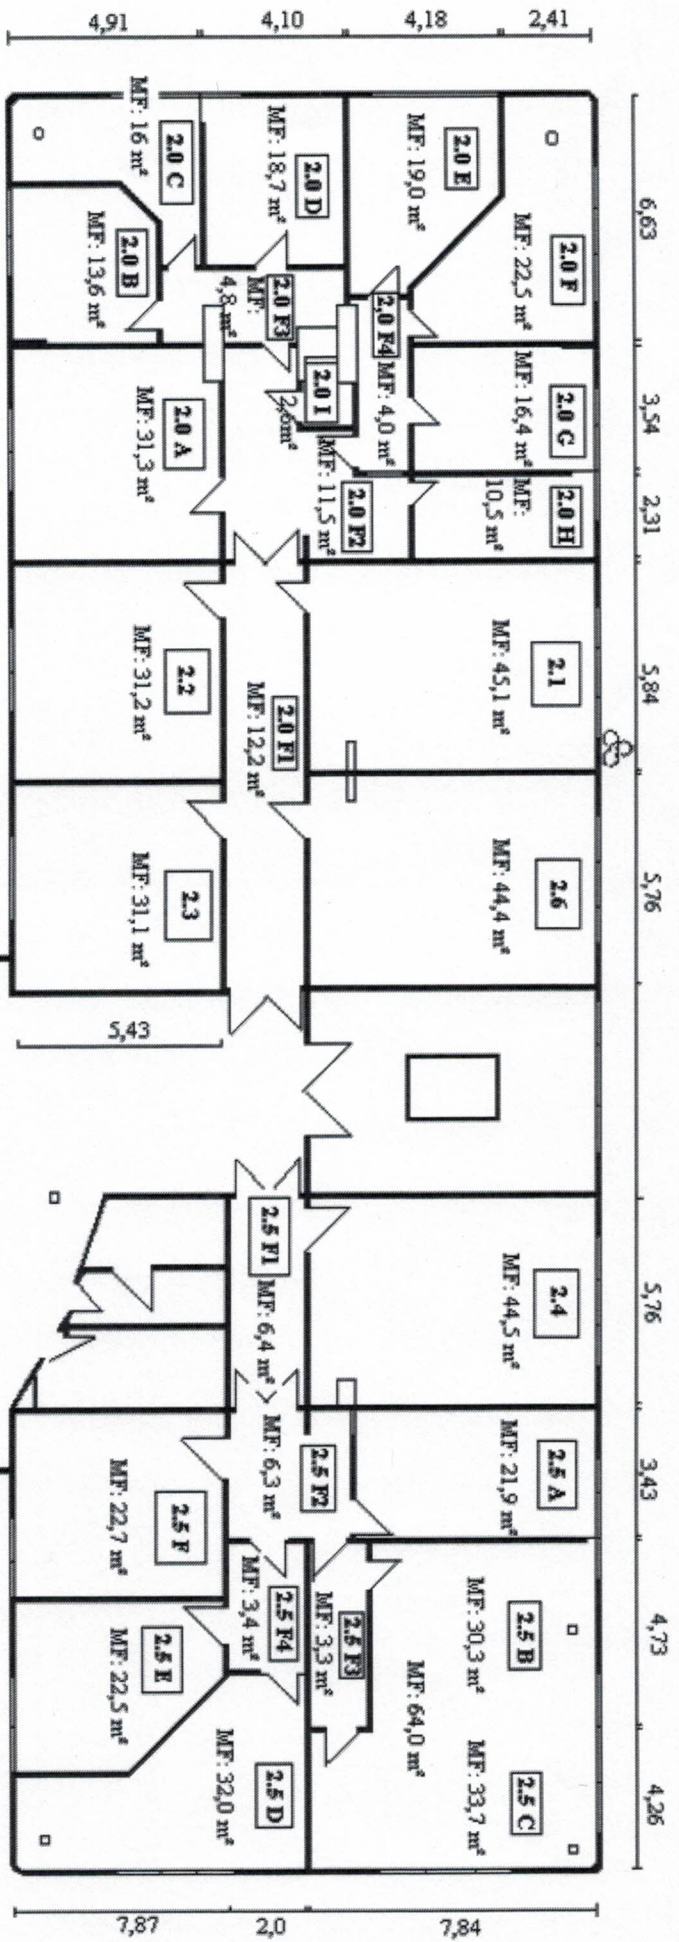 4,91
4,10
4,18
2,41
6,63
3,54
2,31
5,84
5,76
5,76
3,43
4,73
4,26
7,87
2,0
7,84
5,43
2.0 C
MF: 16 m²
2.0 D
MF: 18,7 m²
2.0 E
MF: 19,0 m²
2.0 F
MF: 22,5 m²
2.0 B
MF: 13,6 m²
2.0 F3
MF:
4,8 m²
2,0 F4
MF: 4,0 m²
2.0 G
MF: 16,4 m²
2.0 I
2,6m²
2.0 A
MF: 31,3 m²
2.0 F2
MF: 11,5 m²
2.0 H
MF:
10,5 m²
2.1
MF: 45,1 m²
2.2
MF: 31,2 m²
2.0 F1
MF: 12,2 m²
2.6
MF: 44,4 m²
2.3
MF: 31,1 m²
2.4
MF: 44,5 m²
2.5 F1
MF: 6,4 m²
2.5 A
MF: 21,9 m²
2.5 F2
MF: 6,3 m²
2.5 F
MF: 22,7 m²
2.5 B
MF: 30,3 m²
2.5 F3
MF: 3,3 m²
2.5 F4
MF: 3,4 m²
2.5 E
MF: 22,5 m²
MF: 64,0 m²
2.5 C
MF: 33,7 m²
2.5 D
MF: 32,0 m²